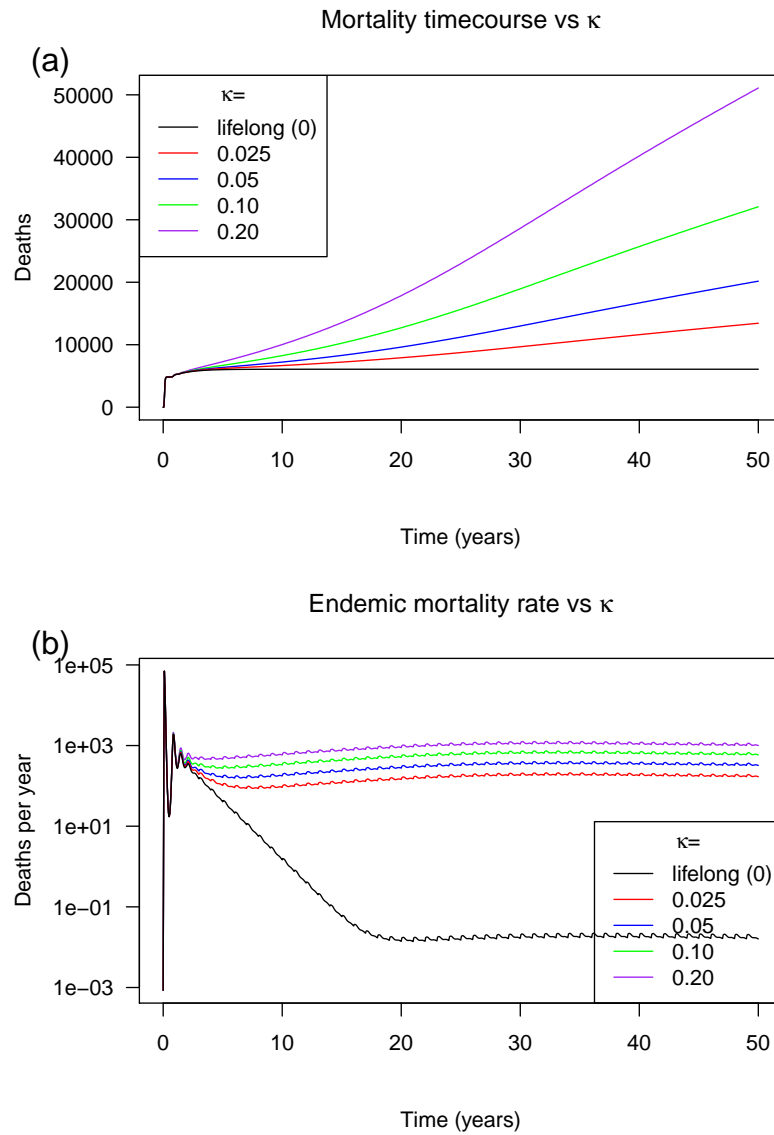 Mortality timecourse vs κ
(a)
Deaths
50000
40000
30000
20000
10000
0
κ=
lifelong (0)
0.025
0.05
0.10
0.20
0 10 20 30 40 50
Time (years)
Endemic mortality rate vs κ
(b)
Deaths per year
1e+05
1e+03
1e+01
1e−01
1e−03
κ=
lifelong (0)
0.025
0.05
0.10
0.20
0 10 20 30 40 50
Time (years)